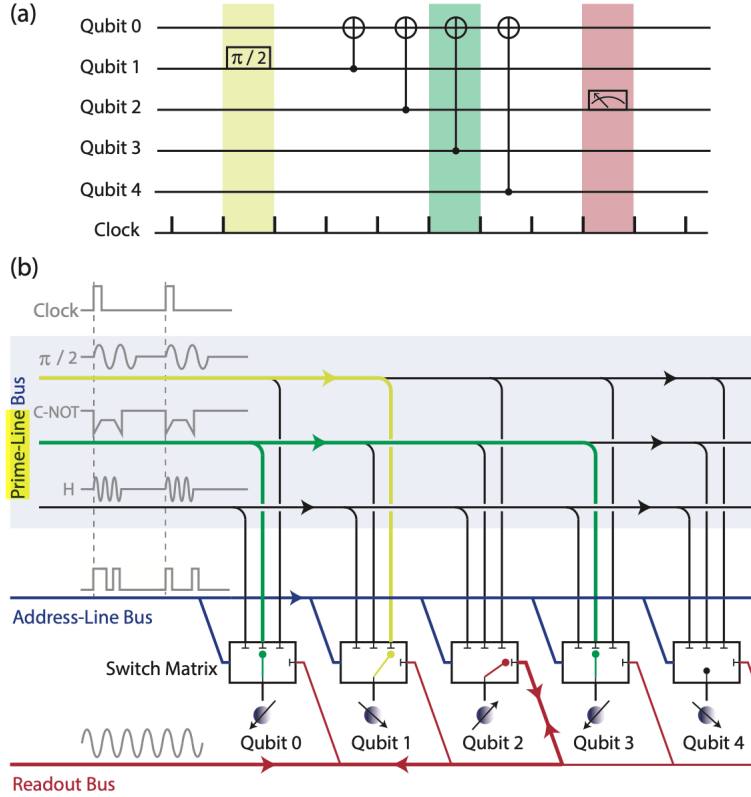 (a)
Qubit 0
Qubit 1
π / 2
Qubit 2
Qubit 3
Qubit 4
Clock
(b)
Clock
π / 2
C-NOT
H
Prime-Line Bus
Address-Line Bus
Switch Matrix
Qubit 0
Qubit 1
Qubit 2
Qubit 3
Qubit 4
Readout Bus